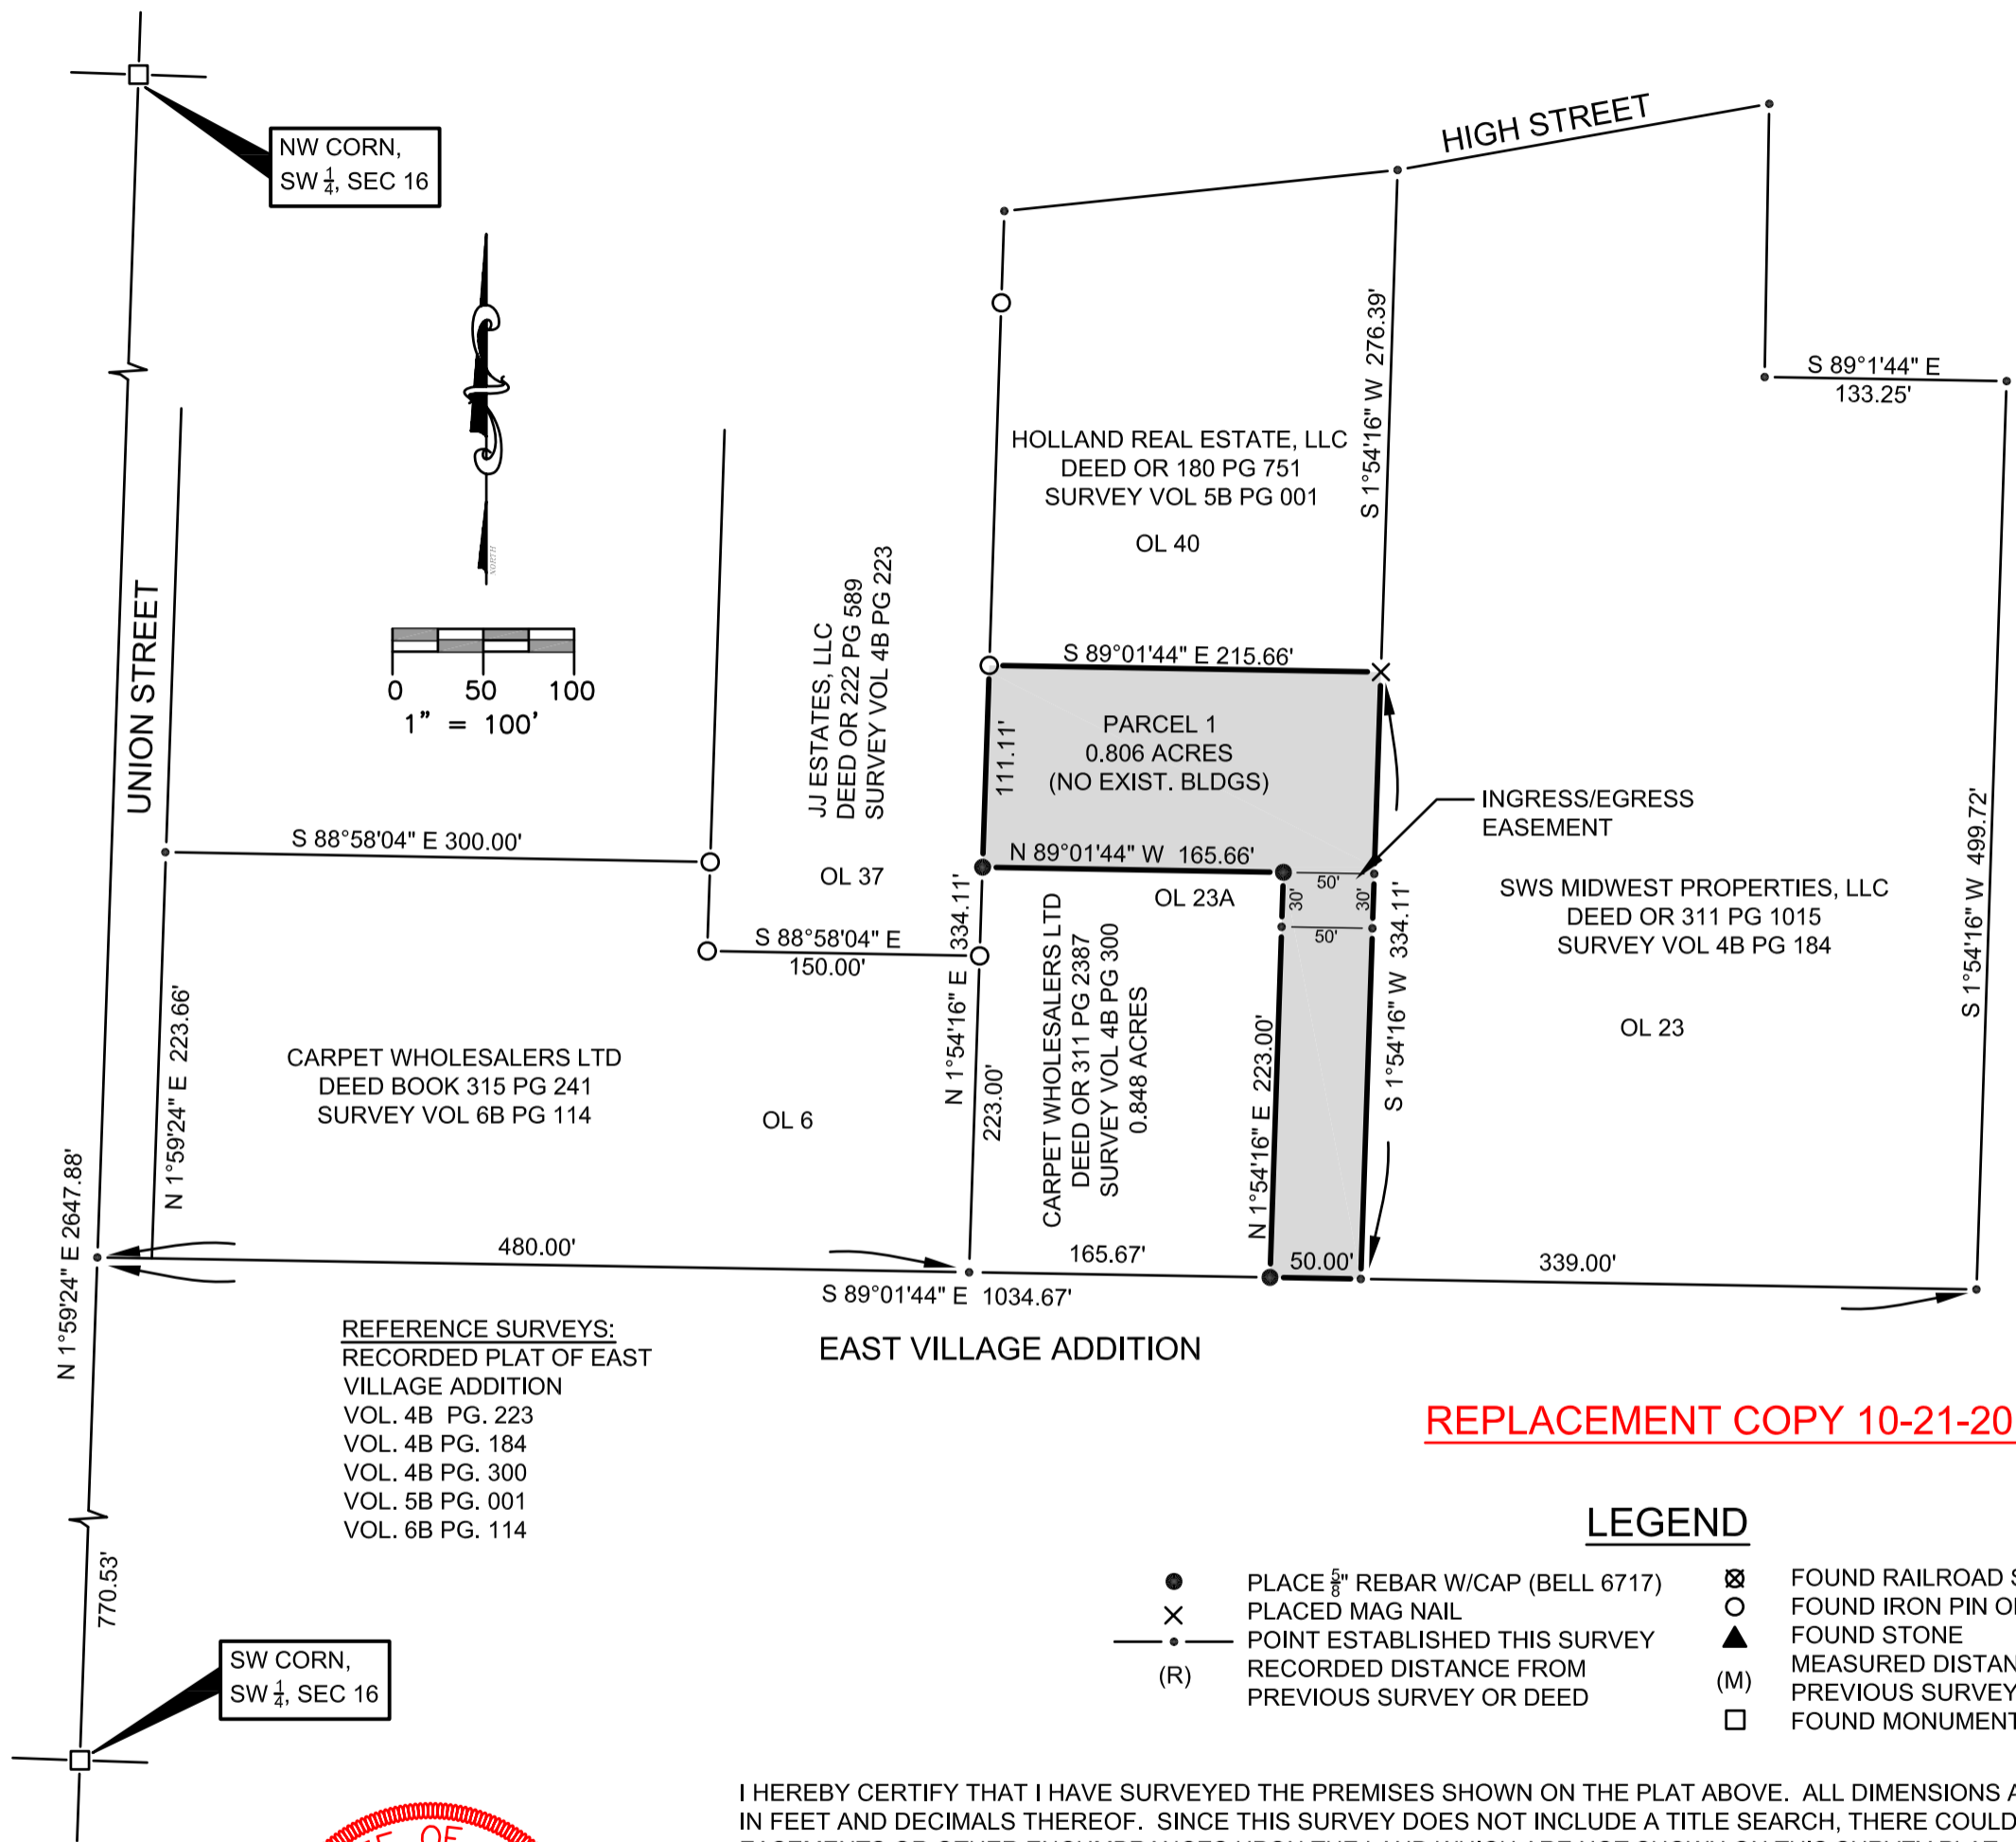 NW CORN,
SW 1/4, SEC 16
HIGH STREET
S 1°54'16" W 276.39'
S 89°1'44" E
133.25'
HOLLAND REAL ESTATE, LLC
DEED OR 180 PG 751
SURVEY VOL 5B PG 001
OL 40
NORTH
0 50 100
1" = 100'
UNION STREET
JJ ESTATES, LLC
DEED OR 222 PG 589
SURVEY VOL 4B PG 223
OL 37
S 89°01'44" E 215.66'
111.11'
PARCEL 1
0.806 ACRES
(NO EXIST. BLDGS)
N 89°01'44" W 165.66'
INGRESS/EGRESS
EASEMENT
50'
30'
30'
50'
S 88°58'04" E 300.00'
S 88°58'04" E
150.00'
OL 23A
CARPET WHOLESALERS LTD
DEED OR 311 PG 2387
SURVEY VOL 4B PG 300
0.848 ACRES
N 1°54'16" E 334.11'
223.00'
N 1°54'16" E 223.00'
S 1°54'16" W 334.11'
SWS MIDWEST PROPERTIES, LLC
DEED OR 311 PG 1015
SURVEY VOL 4B PG 184
OL 23
S 1°54'16" W 499.72'
N 1°59'24" E 223.66'
CARPET WHOLESALERS LTD
DEED BOOK 315 PG 241
SURVEY VOL 6B PG 114
OL 6
N 1°59'24" E 2647.88'
480.00'
165.67'
50.00'
339.00'
S 89°01'44" E 1034.67'
EAST VILLAGE ADDITION
REFERENCE SURVEYS:
RECORDED PLAT OF EAST
VILLAGE ADDITION
VOL. 4B PG. 223
VOL. 4B PG. 184
VOL. 4B PG. 300
VOL. 5B PG. 001
VOL. 6B PG. 114
REPLACEMENT COPY 10-21-20
770.53'
SW CORN,
SW 1/4, SEC 16
LEGEND
PLACE 5/8" REBAR W/CAP (BELL 6717)
PLACED MAG NAIL
POINT ESTABLISHED THIS SURVEY
(R) RECORDED DISTANCE FROM
PREVIOUS SURVEY OR DEED
FOUND RAILROAD
FOUND IRON PIN
FOUND STONE
(M) MEASURED
PREVIOUS SURVEY
FOUND MONUMENT
OF
I HEREBY CERTIFY THAT I HAVE SURVEYED THE PREMISES SHOWN ON THE PLAT ABOVE. ALL DIMENSIONS
IN FEET AND DECIMALS THEREOF. SINCE THIS SURVEY DOES NOT INCLUDE A TITLE SEARCH, THERE COULD